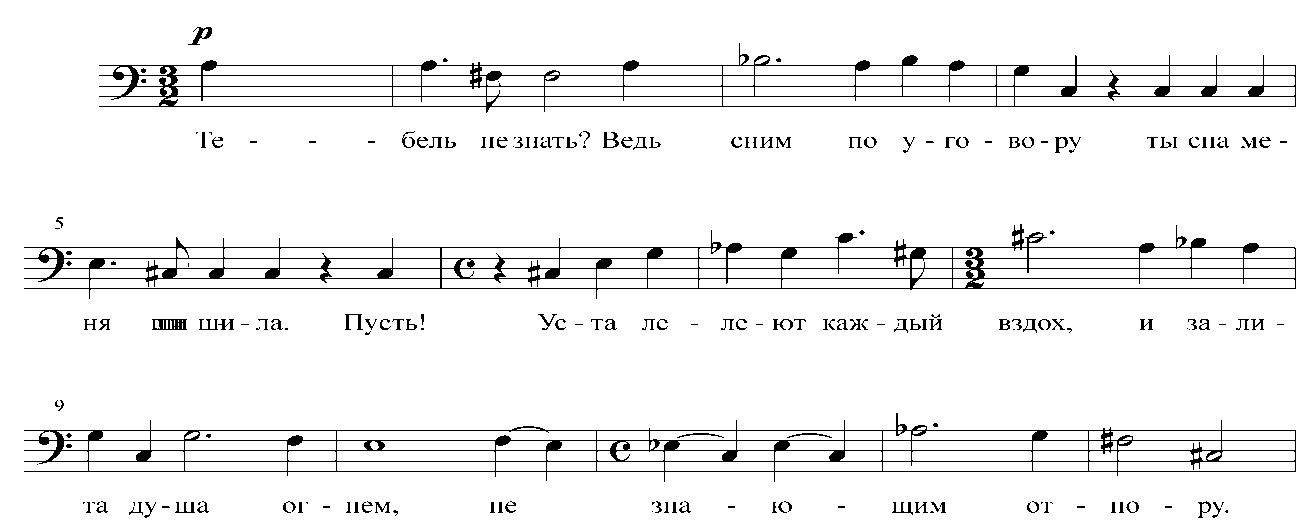 p
Те - - - бель не знать? Ведь сним по у - го - во - ру ты спа ме -
5
ня ши - ла. Пусть! Ус - та ле - ле - ют каж - дый вздох, и за - ли -
9
та ду - ша ог - нем, не зна - ю - щим от - по - ру.